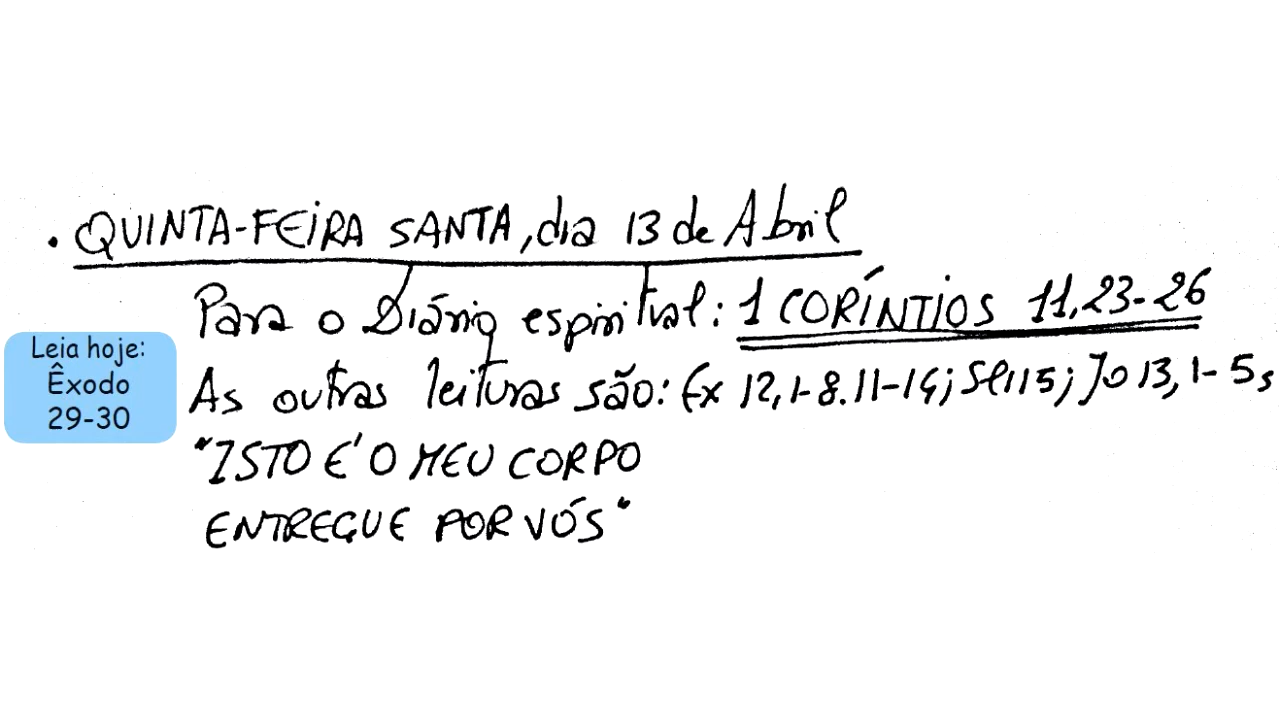 . QUINTA-FEIRA SANTA, dia 13 de Abril
Para o Diário espiritual: 1 CORÍNTIOS 11,23-26
Leia hoje:
Êxodo
29-30
As outras leituras são: Ex 12,1-8.11-14; Sl 115; Jo 13,1-5s
"ISTO É O MEU CORPO
ENTREGUE POR VÓS"